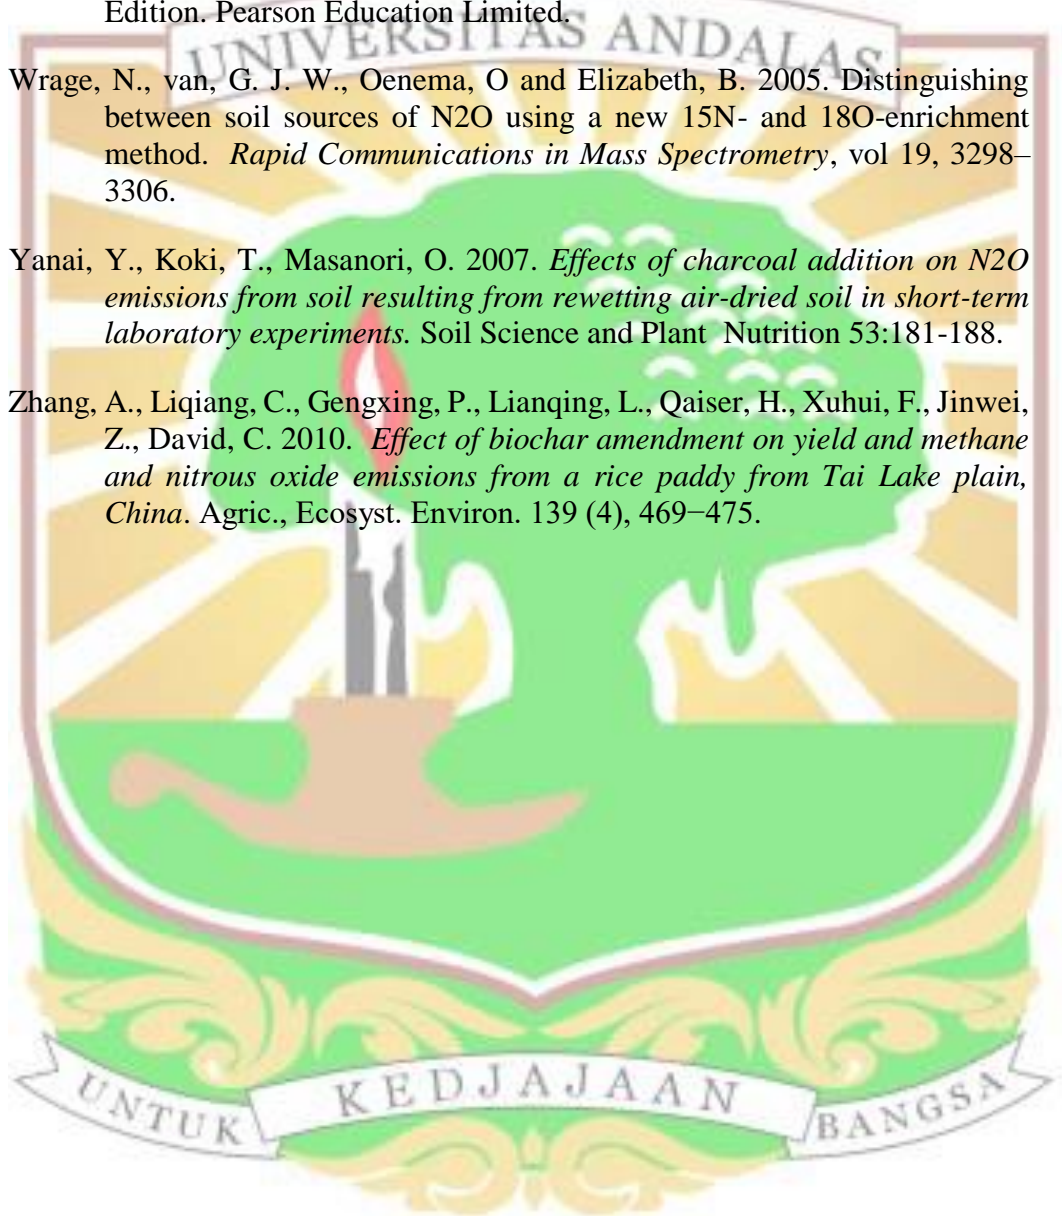 Edition. Pearson Education Limited.
UNIVERSITAS ANDALAS
Wrage, N., van, G. J. W., Oenema, O and Elizabeth, B. 2005. Distinguishing
between soil sources of N2O using a new 15N- and 18O-enrichment
method. Rapid Communications in Mass Spectrometry, vol 19, 3298–
3306.
Yanai, Y., Koki, T., Masanori, O. 2007. Effects of charcoal addition on N2O
emissions from soil resulting from rewetting air-dried soil in short-term
laboratory experiments. Soil Science and Plant Nutrition 53:181-188.
Zhang, A., Liqiang, C., Gengxing, P., Lianqing, L., Qaiser, H., Xuhui, F., Jinwei,
Z., David, C. 2010. Effect of biochar amendment on yield and methane
and nitrous oxide emissions from a rice paddy from Tai Lake plain,
China. Agric., Ecosyst. Environ. 139 (4), 469−475.
UNTUK KEDJAJAAN BANGSA